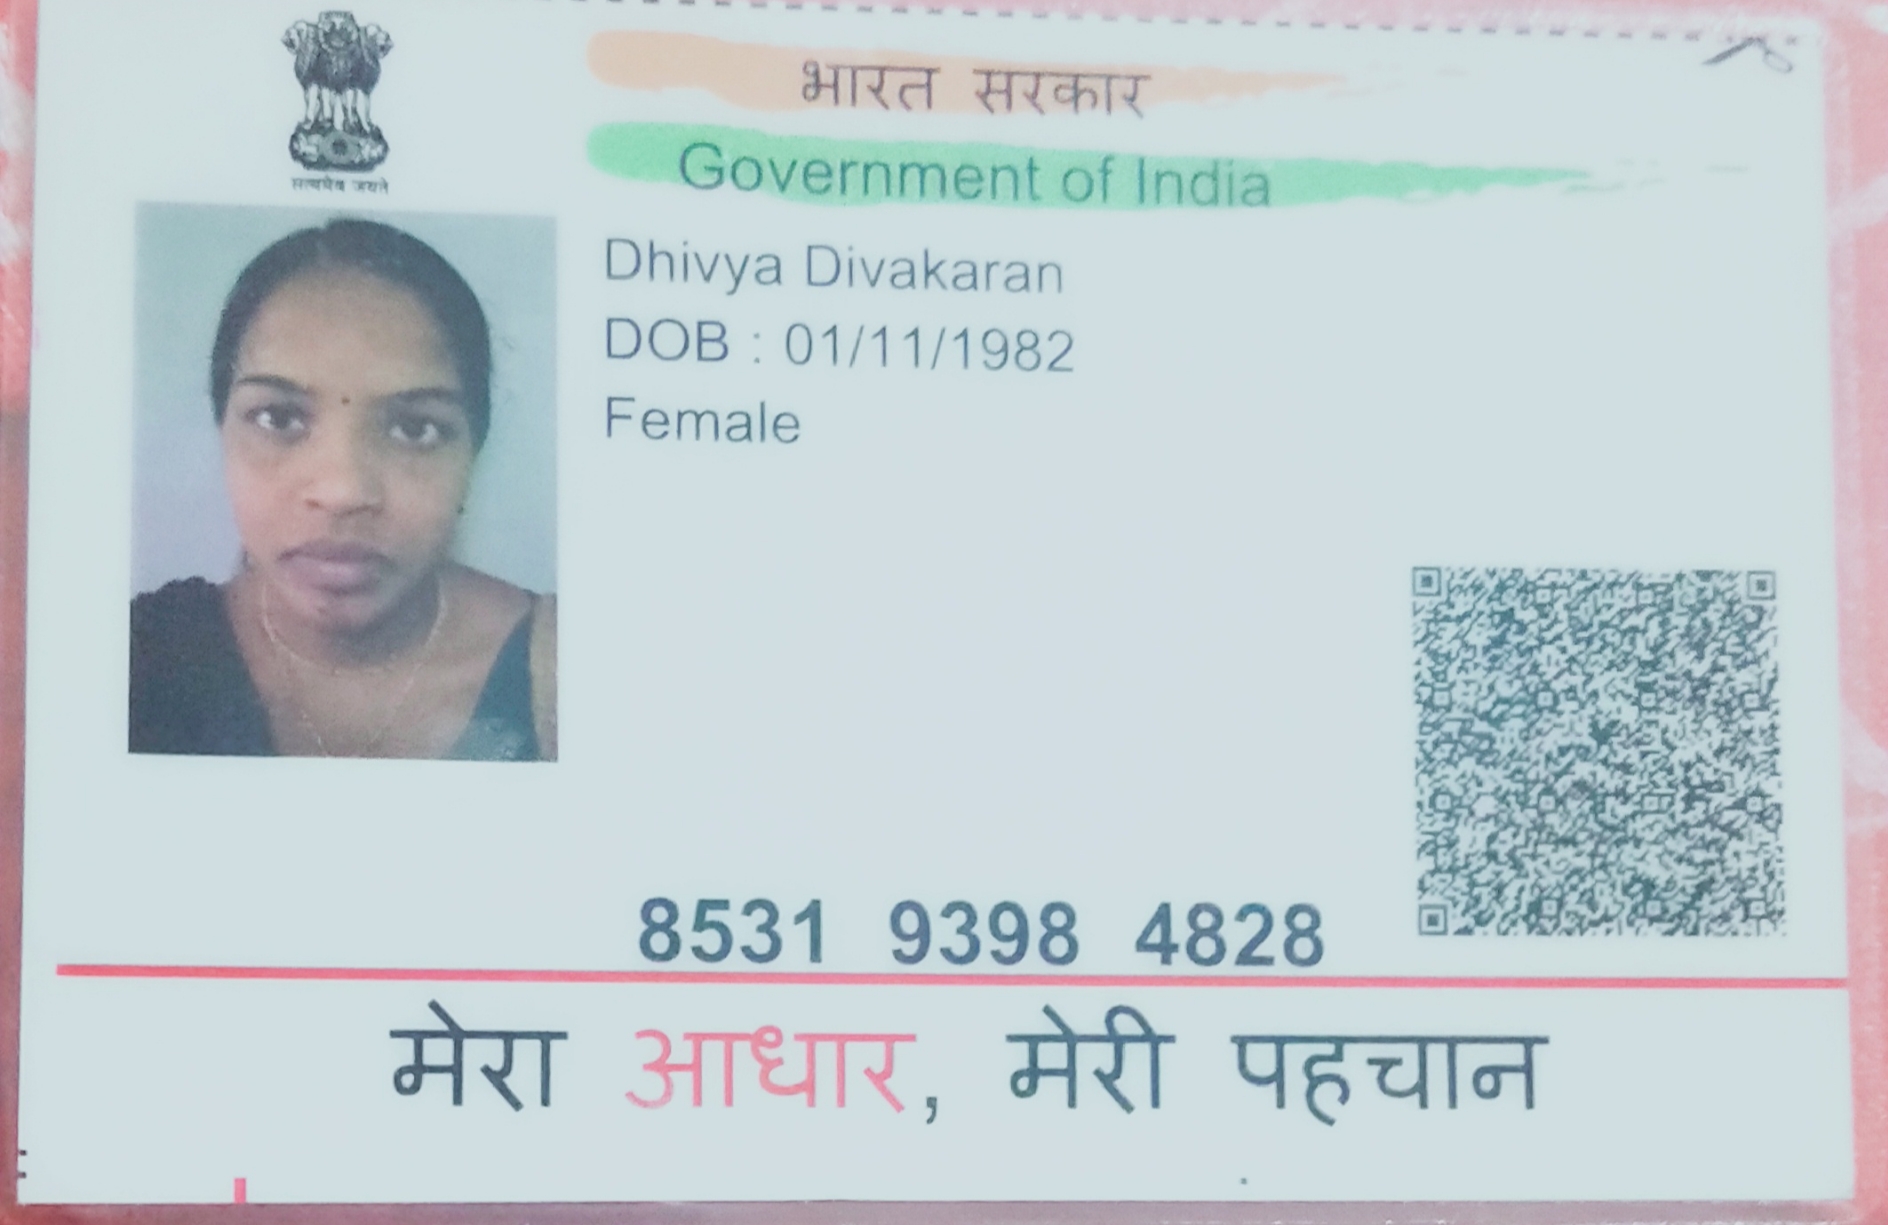 सत्यमेव जयते
भारत सरकार
Government of India
Dhivya Divakaran
DOB : 01/11/1982
Female
8531 9398 4828
मेरा आधार, मेरी पहचान